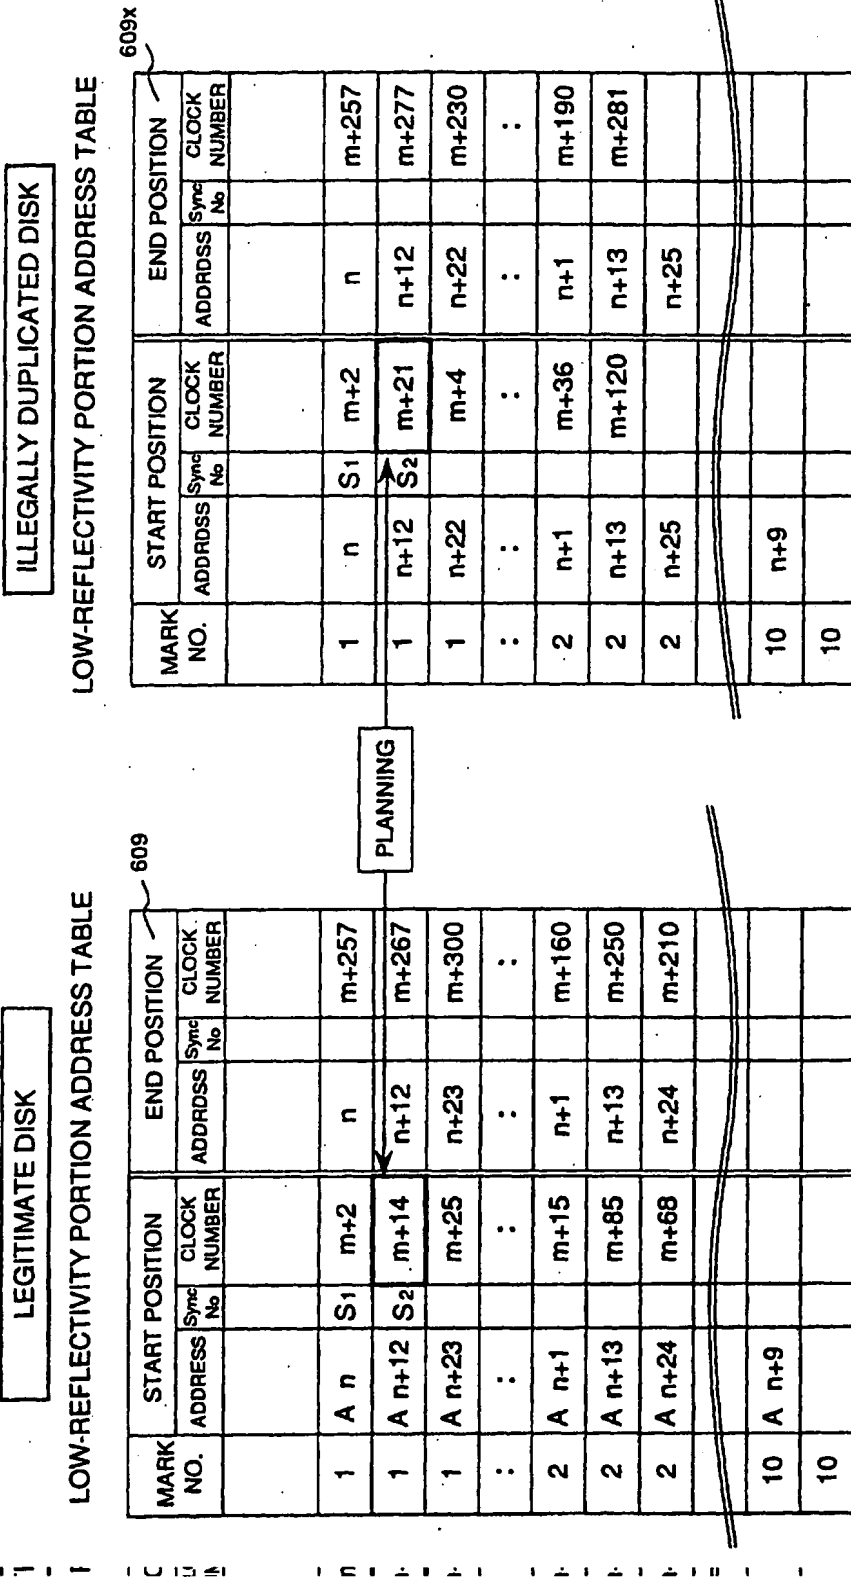 LEGITIMATE DISK
LOW-REFLECTIVITY PORTION ADDRESS TABLE
609
MARK NO. START POSITION END POSITION
ADDRESS Sync No CLOCK NUMBER ADDRDSS Sync No CLOCK NUMBER
1 A n S1 m+2 n m+257
1 A n+12 S2 m+14 n+12 m+267
1 A n+23 m+25 n+23 m+300
: : : : :
2 A n+1 m+15 n+1 m+160
2 A n+13 m+85 n+13 m+250
2 A n+24 m+68 n+24 m+210
10 A n+9
10
PLANNING
ILLEGALLY DUPLICATED DISK
LOW-REFLECTIVITY PORTION ADDRESS TABLE
609x
MARK NO. START POSITION END POSITION
ADDRDSS Sync No CLOCK NUMBER ADDRDSS Sync No CLOCK NUMBER
1 n S1 m+2 n m+257
1 n+12 S2 m+21 n+12 m+277
1 n+22 m+4 n+22 m+230
: : : : :
2 n+1 m+36 n+1 m+190
2 n+13 m+120 n+13 m+281
2 n+25 n+25
10 n+9
10